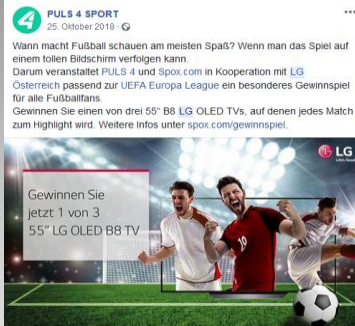 4
PULS 4 SPORT
25. Oktober 2018 ·
Wann macht Fußball schauen am meisten Spaß? Wenn man das Spiel auf
einem tollen Bildschirm verfolgen kann.
Darum veranstaltet PULS 4 und Spox.com in Kooperation mit LG
Österreich passend zur UEFA Europa League ein besonderes Gewinnspiel
für alle Fußballfans.
Gewinnen Sie einen von drei 55" B8 LG OLED TVs, auf denen jedes Match
zum Highlight wird. Weitere Infos unter spox.com/gewinnspiel.
LG
Life's Good
Gewinnen Sie
jetzt 1 von 3
55" LG OLED B8 TV
10